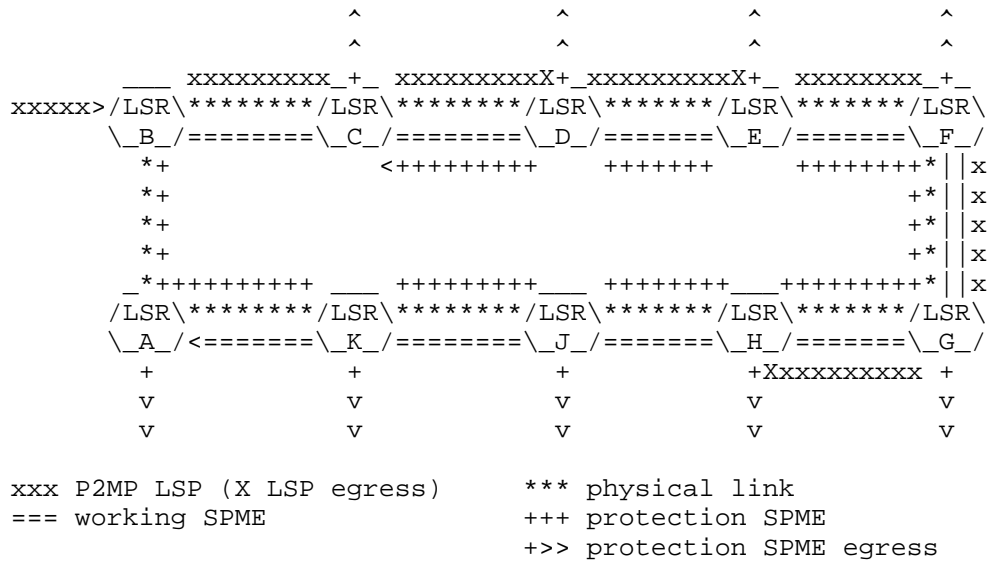 ^               ^              ^              ^
                            ^               ^              ^              ^
         ___ xxxxxxxxx_+_ xxxxxxxxxX+_xxxxxxxxxX+_ xxxxxxxx_+_
xxxxx>/LSR\********/LSR\********/LSR\*******/LSR\*******/LSR\
      \_B_/========\_C_/========\_D_/=======\_E_/=======\_F_/
        *+              <+++++++++   +++++++    ++++++++*||x
        *+                                            +*||x
        *+                                            +*||x
        *+                                            +*||x
       _*++++++++++ ___ +++++++++___ ++++++++___+++++++++*||x
      /LSR\********/LSR\********/LSR\*******/LSR\*******/LSR\
      \_A_/<=======\_K_/========\_J_/=======\_H_/=======\_G_/
        +            +            +           +Xxxxxxxxxx +
        v            v            v           v           v
        v            v            v           v           v
xxx P2MP LSP (X LSP egress)     *** physical link
=== working SPME                +++ protection SPME
                                +>> protection SPME egress